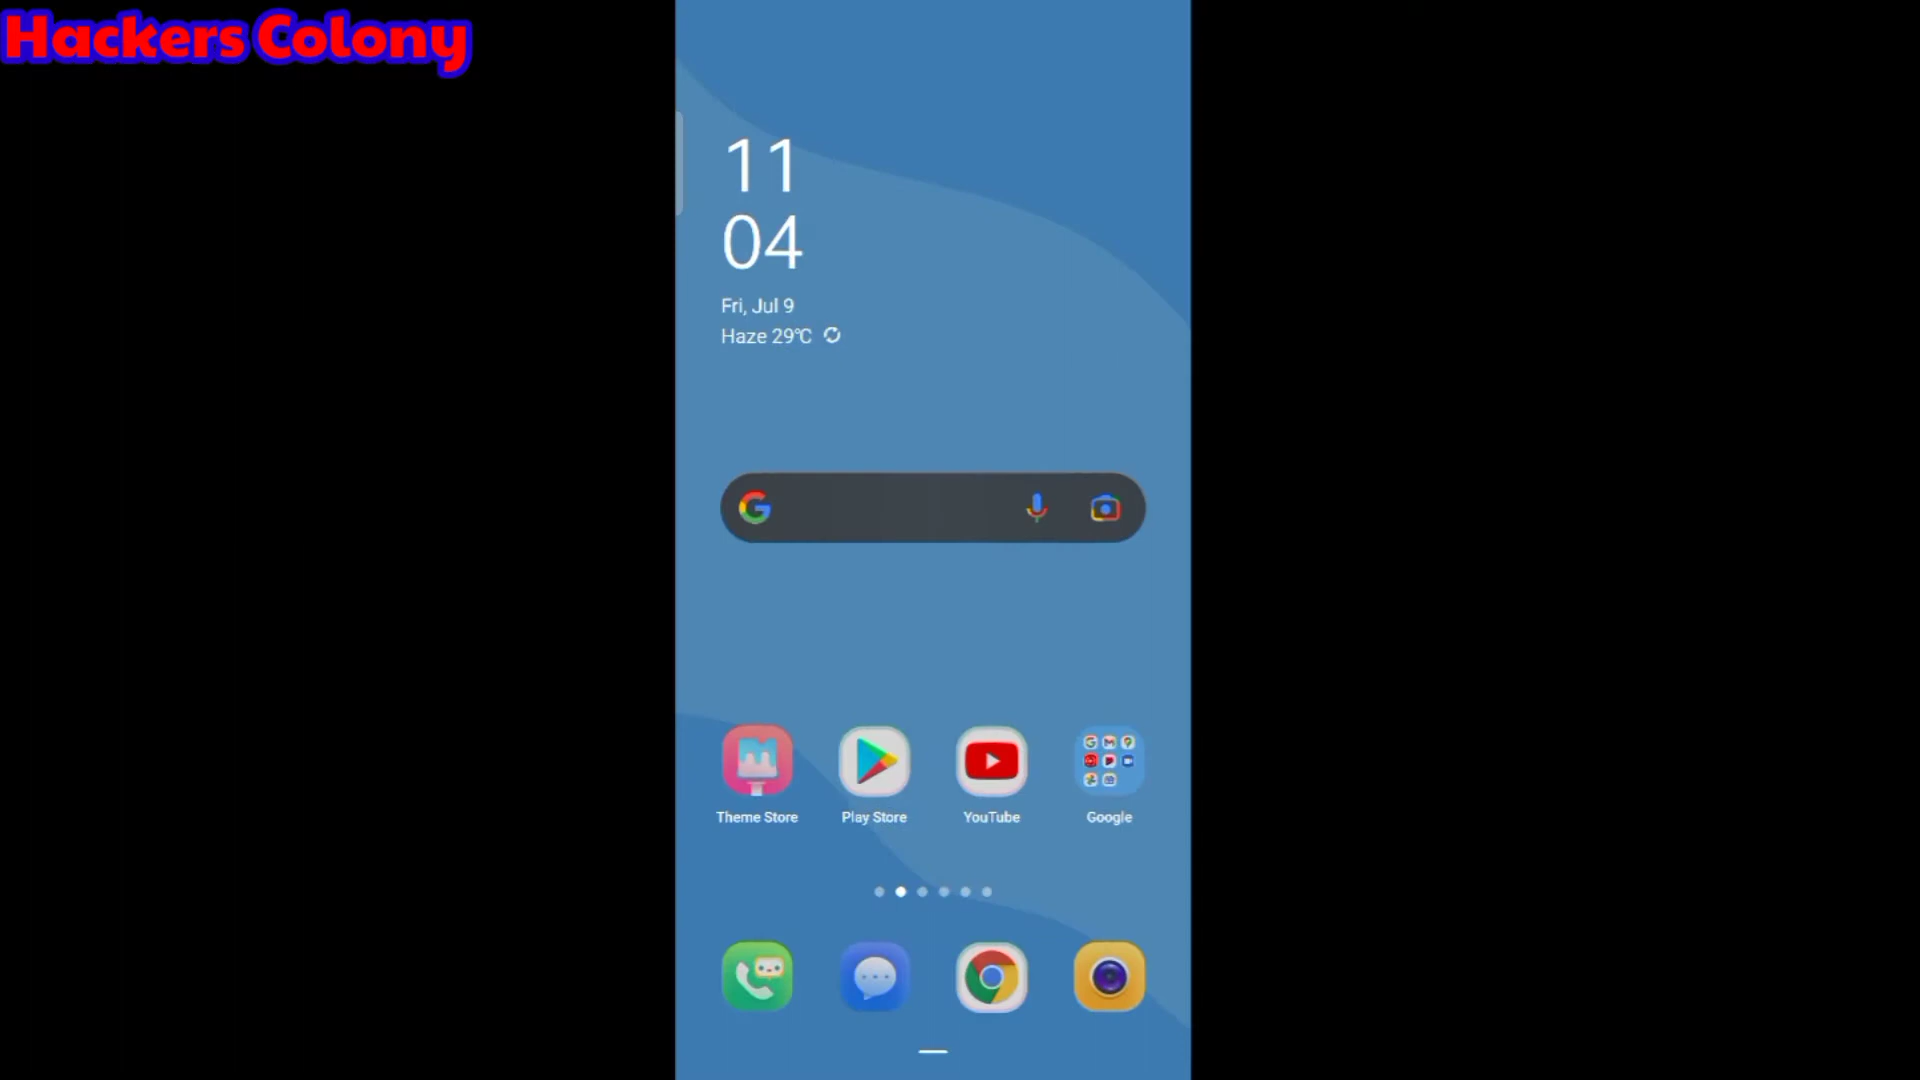 Hackers Colony
11
04
Fri, Jul 9
Haze 29℃
Theme Store
Play Store
YouTube
Google